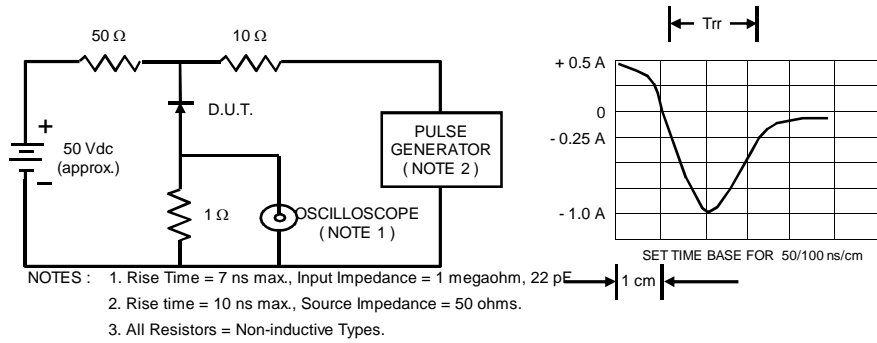 50 Ω
10 Ω
Trr
+ 0.5 A
0
- 0.25 A
- 1.0 A
D.U.T.
+
50 Vdc
(approx.)
−
PULSE
GENERATOR
( NOTE 2 )
1 Ω
OSCILLOSCOPE
( NOTE 1 )
SET TIME BASE FOR 50/100 ns/cm
1 cm
NOTES : 1. Rise Time = 7 ns max., Input Impedance = 1 megaohm, 22 pF.
2. Rise time = 10 ns max., Source Impedance = 50 ohms.
3. All Resistors = Non-inductive Types.